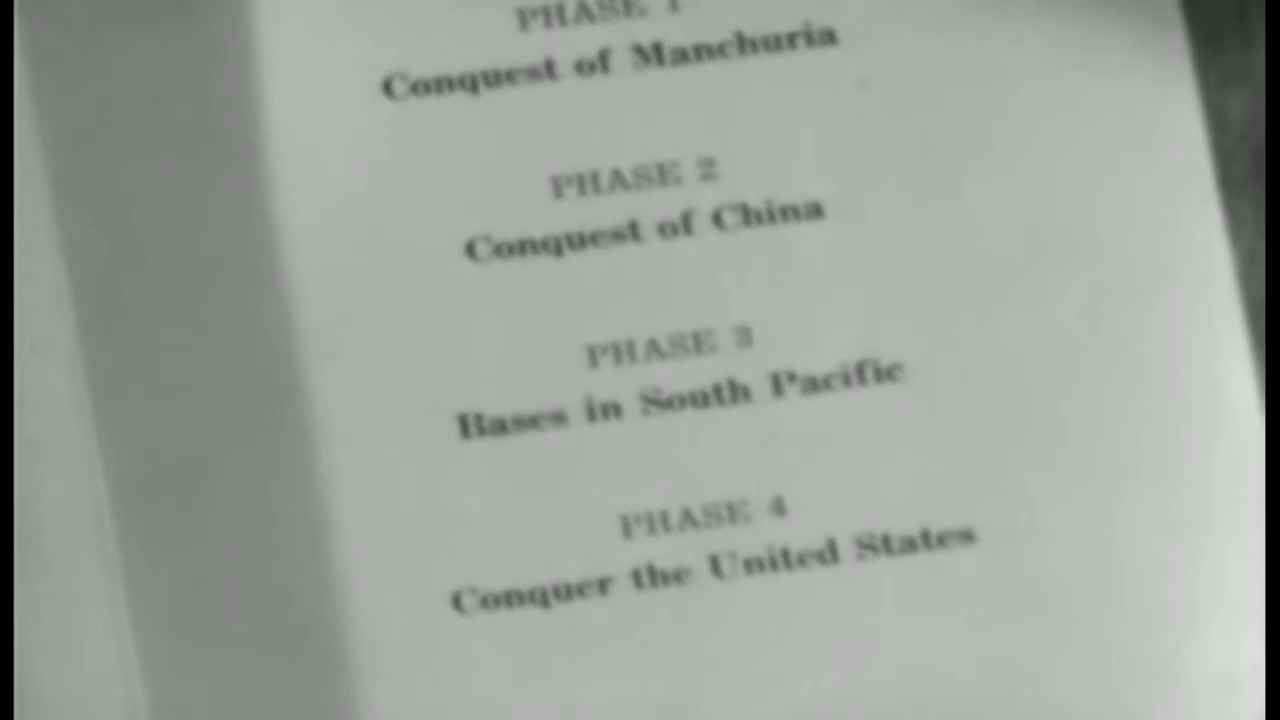 PHASE 1
Conquest of Manchuria
PHASE 2
Conquest of China
PHASE 3
Bases in South Pacific
PHASE 4
Conquer the United States